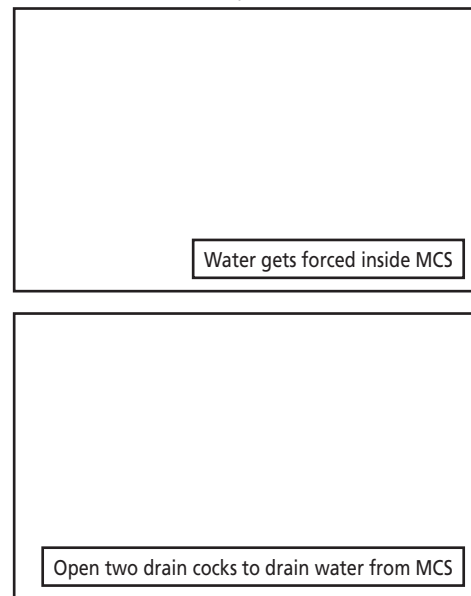 Water gets forced inside MCS
Open two drain cocks to drain water from MCS